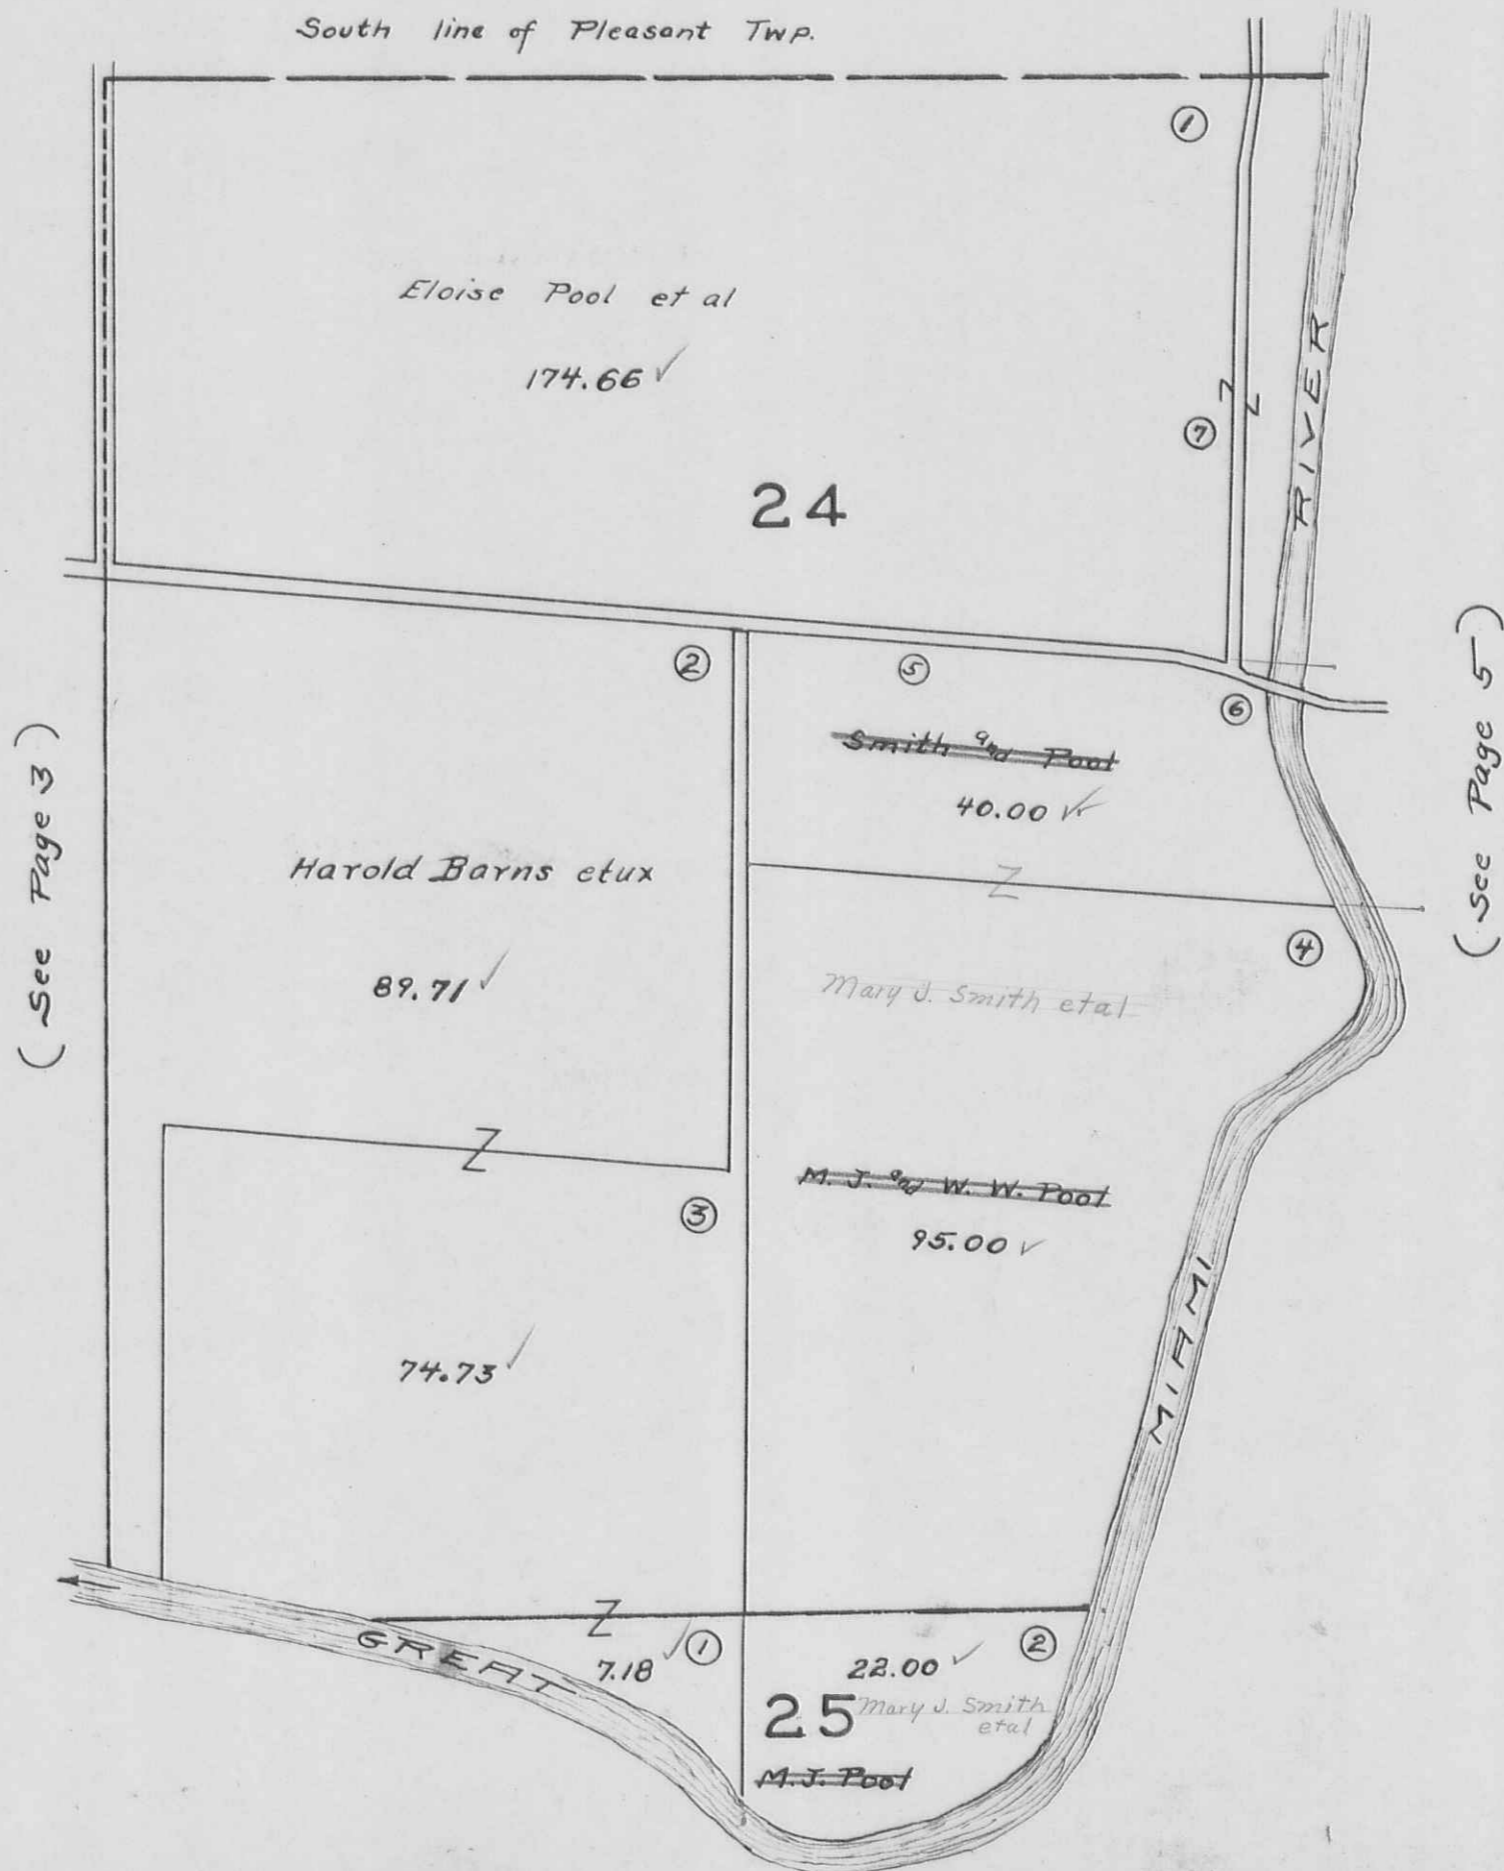 South line of Pleasant Twp.
①
Eloise Pool et al
174.66 ✓
⑦
RIVER
24
②
⑤
⑥
(See Page 3)
(See Page 5)
Smith and Pool
40.00 ✓
Harold Barns etux
89.71 ✓
④
Mary J. Smith etal
③
M. J. and W. W. Pool
95.00 ✓
MIAMI
74.73 ✓
GREAT
7.18 ✓
①
22.00 ✓
②
25
Mary J. Smith
etal
M.J. Pool